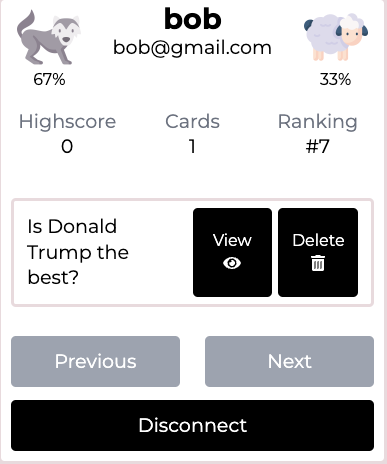 bob
bob@gmail.com
67%
33%
Highscore
Cards
Ranking
0
1
#7
Is Donald
Trump the
best?
View
Delete
Previous
Next
Disconnect